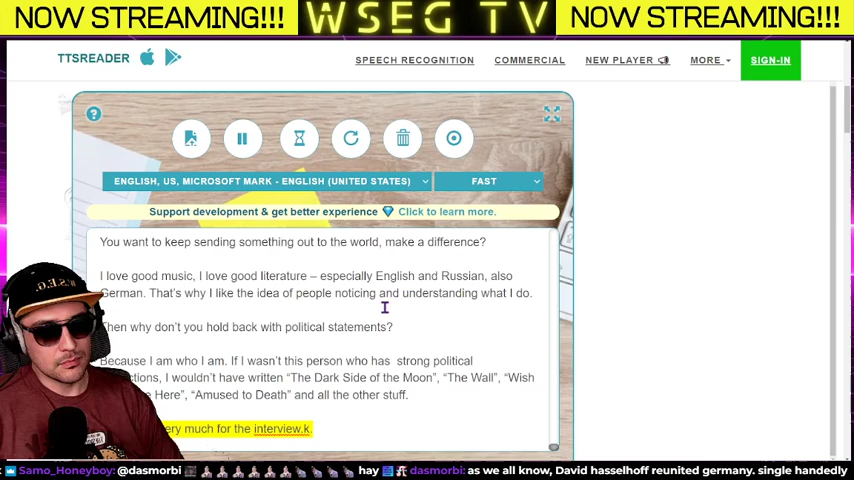 NOW STREAMING!!! WSEG TV NOW STREAMING!!!
TTSREADER SPEECH RECOGNITION COMMERCIAL NEW PLAYER MORE SIGN-IN
?
ENGLISH, US, MICROSOFT MARK - ENGLISH (UNITED STATES) FAST
Support development & get better experience Click to learn more.
You want to keep sending something out to the world, make a difference?
I love good music, I love good literature – especially English and Russian, also
German. That's why I like the idea of people noticing and understanding what I do.
Then why don't you hold back with political statements?
Because I am who I am. If I wasn't this person who has strong political
ctions, I wouldn't have written “The Dark Side of the Moon”, “The Wall”, “Wish
Here”, “Amused to Death” and all the other stuff.
ery much for the interview.k.
W.S.E.G.
Samo_Honeyboy: @dasmorbi hay dasmorbi: as we all know, David hasselhoff reunited germany. single handedly